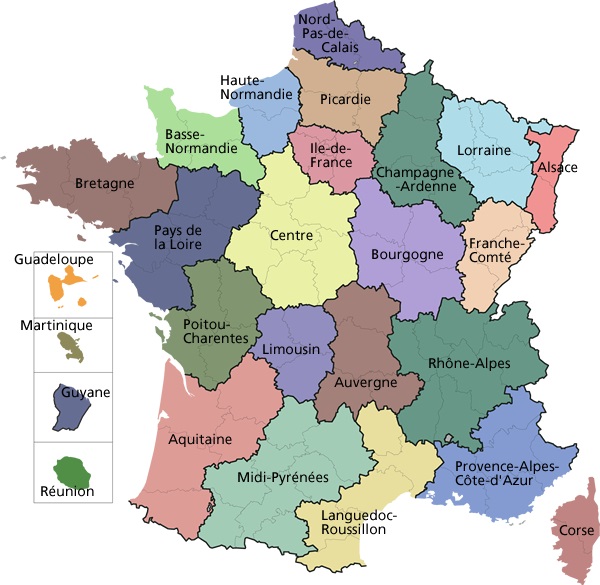 Nord-
Pas-de-
Calais
Haute-
Normandie
Picardie
Basse-
Normandie
Ile-de-
France
Champagne
-Ardenne
Lorraine
Alsace
Bretagne
Pays de
la Loire
Centre
Bourgogne
Franche-
Comté
Guadeloupe
Martinique
Guyane
Réunion
Poitou-
Charentes
Limousin
Auvergne
Rhône-Alpes
Aquitaine
Midi-Pyrénées
Languedoc-
Roussillon
Provence-Alpes-
Côte-d'Azur
Corse